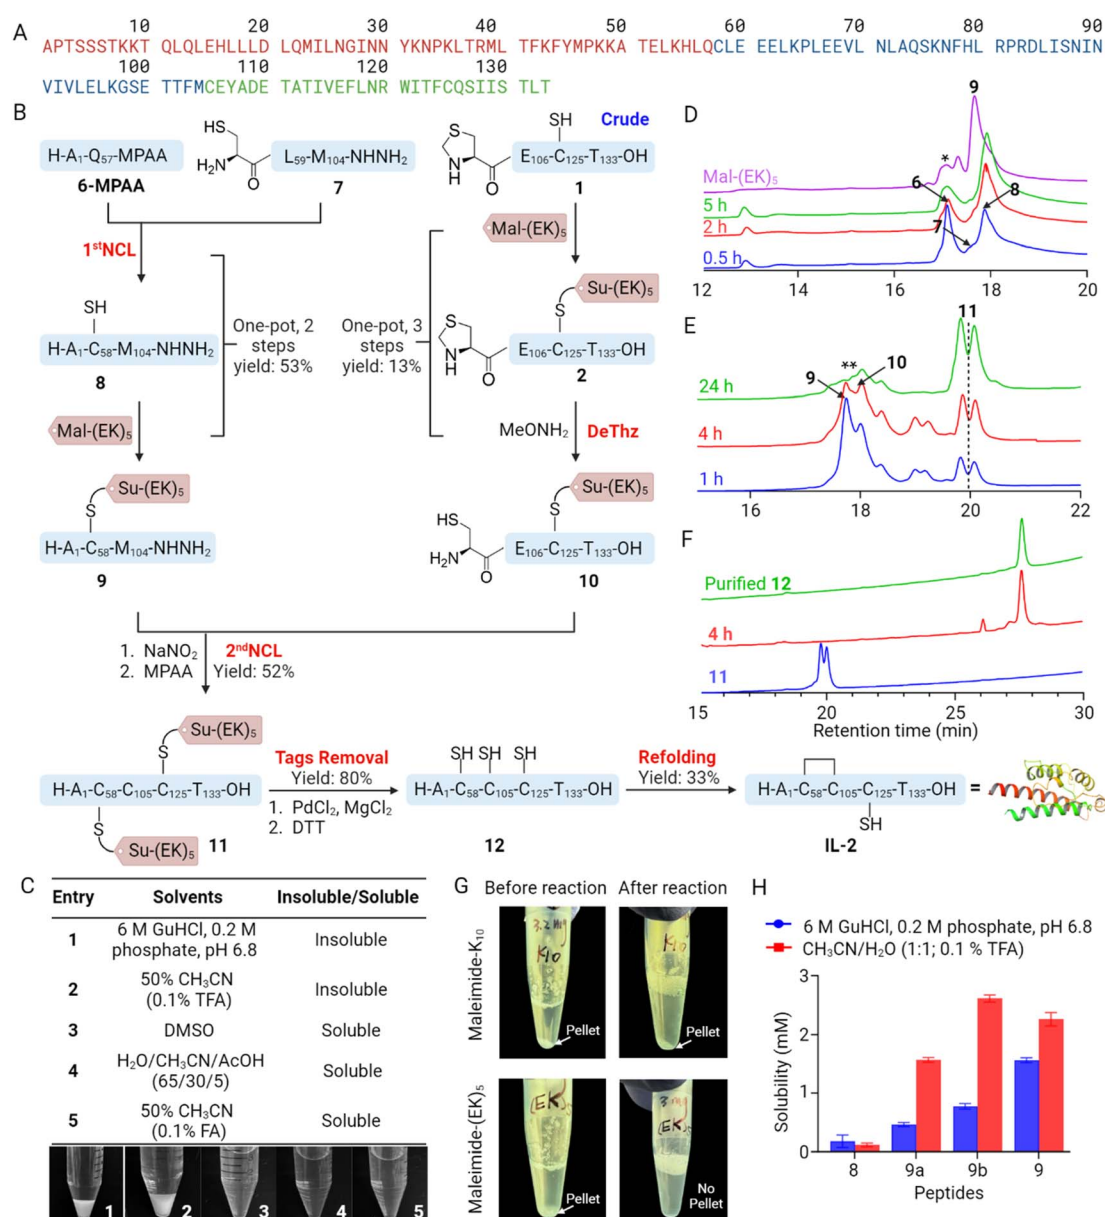 A
10 20 30 40 50 60 70 80 90
APTSSSTKKT QLQLEHLLLD LQMILNGINN YKNPKLTRML TFKFYMPKKA TELKHLQCLE EELKPLEEVL NLAQSKNFHL RPRDLISNIN
100 110 120 130
VIVLELKGSE TTFMCEYADE TATIVEFLNR WITFCQSIIS TLT
B
H-A1-Q57-MPAA
6-MPAA
HS
H2N
O
L59-M104-NHNH2
7
S
N
H
O
SH
Crude
E106-C125-T133-OH
1
1stNCL
Mal-(EK)5
SH
H-A1-C58-M104-NHNH2
8
One-pot, 2
steps
yield: 53%
One-pot, 3
steps
yield: 13%
Su-(EK)5
S
S
N
H
O
E106-C125-T133-OH
2
Mal-(EK)5
MeONH2
DeThz
Su-(EK)5
S
H-A1-C58-M104-NHNH2
9
Su-(EK)5
S
HS
H2N
O
E106-C125-T133-OH
10
1. NaNO2
2. MPAA
2ndNCL
Yield: 52%
Su-(EK)5
S
H-A1-C58-C105-C125-T133-OH
S
Su-(EK)5
11
Tags Removal
Yield: 80%
1. PdCl2, MgCl2
2. DTT
SH SH SH
H-A1-C58-C105-C125-T133-OH
12
Refolding
Yield: 33%
H-A1-C58-C105-C125-T133-OH
SH
IL-2
=
C
Entry Solvents Insoluble/Soluble
1 6 M GuHCl, 0.2 M phosphate, pH 6.8 Insoluble
2 50% CH3CN (0.1% TFA) Insoluble
3 DMSO Soluble
4 H2O/CH3CN/AcOH (65/30/5) Soluble
5 50% CH3CN (0.1% FA) Soluble
1 2 3 4 5
D
9
Mal-(EK)5
*
6
8
5 h
2 h
7
0.5 h
12 14 16 18 20
E
11
**
9
10
24 h
4 h
1 h
16 18 20 22
F
Purified 12
4 h
11
15 20 25 30
Retention time (min)
G
Before reaction After reaction
Maleimide-K10
3.2 mg
K10
Pellet
K10
Pellet
Maleimide-(EK)5
(EK)5
Pellet
3 mg
(EK)5
No
Pellet
H
6 M GuHCl, 0.2 M phosphate, pH 6.8
CH3CN/H2O (1:1; 0.1 % TFA)
Solubility (mM)
3
2
1
0
8 9a 9b 9
Peptides